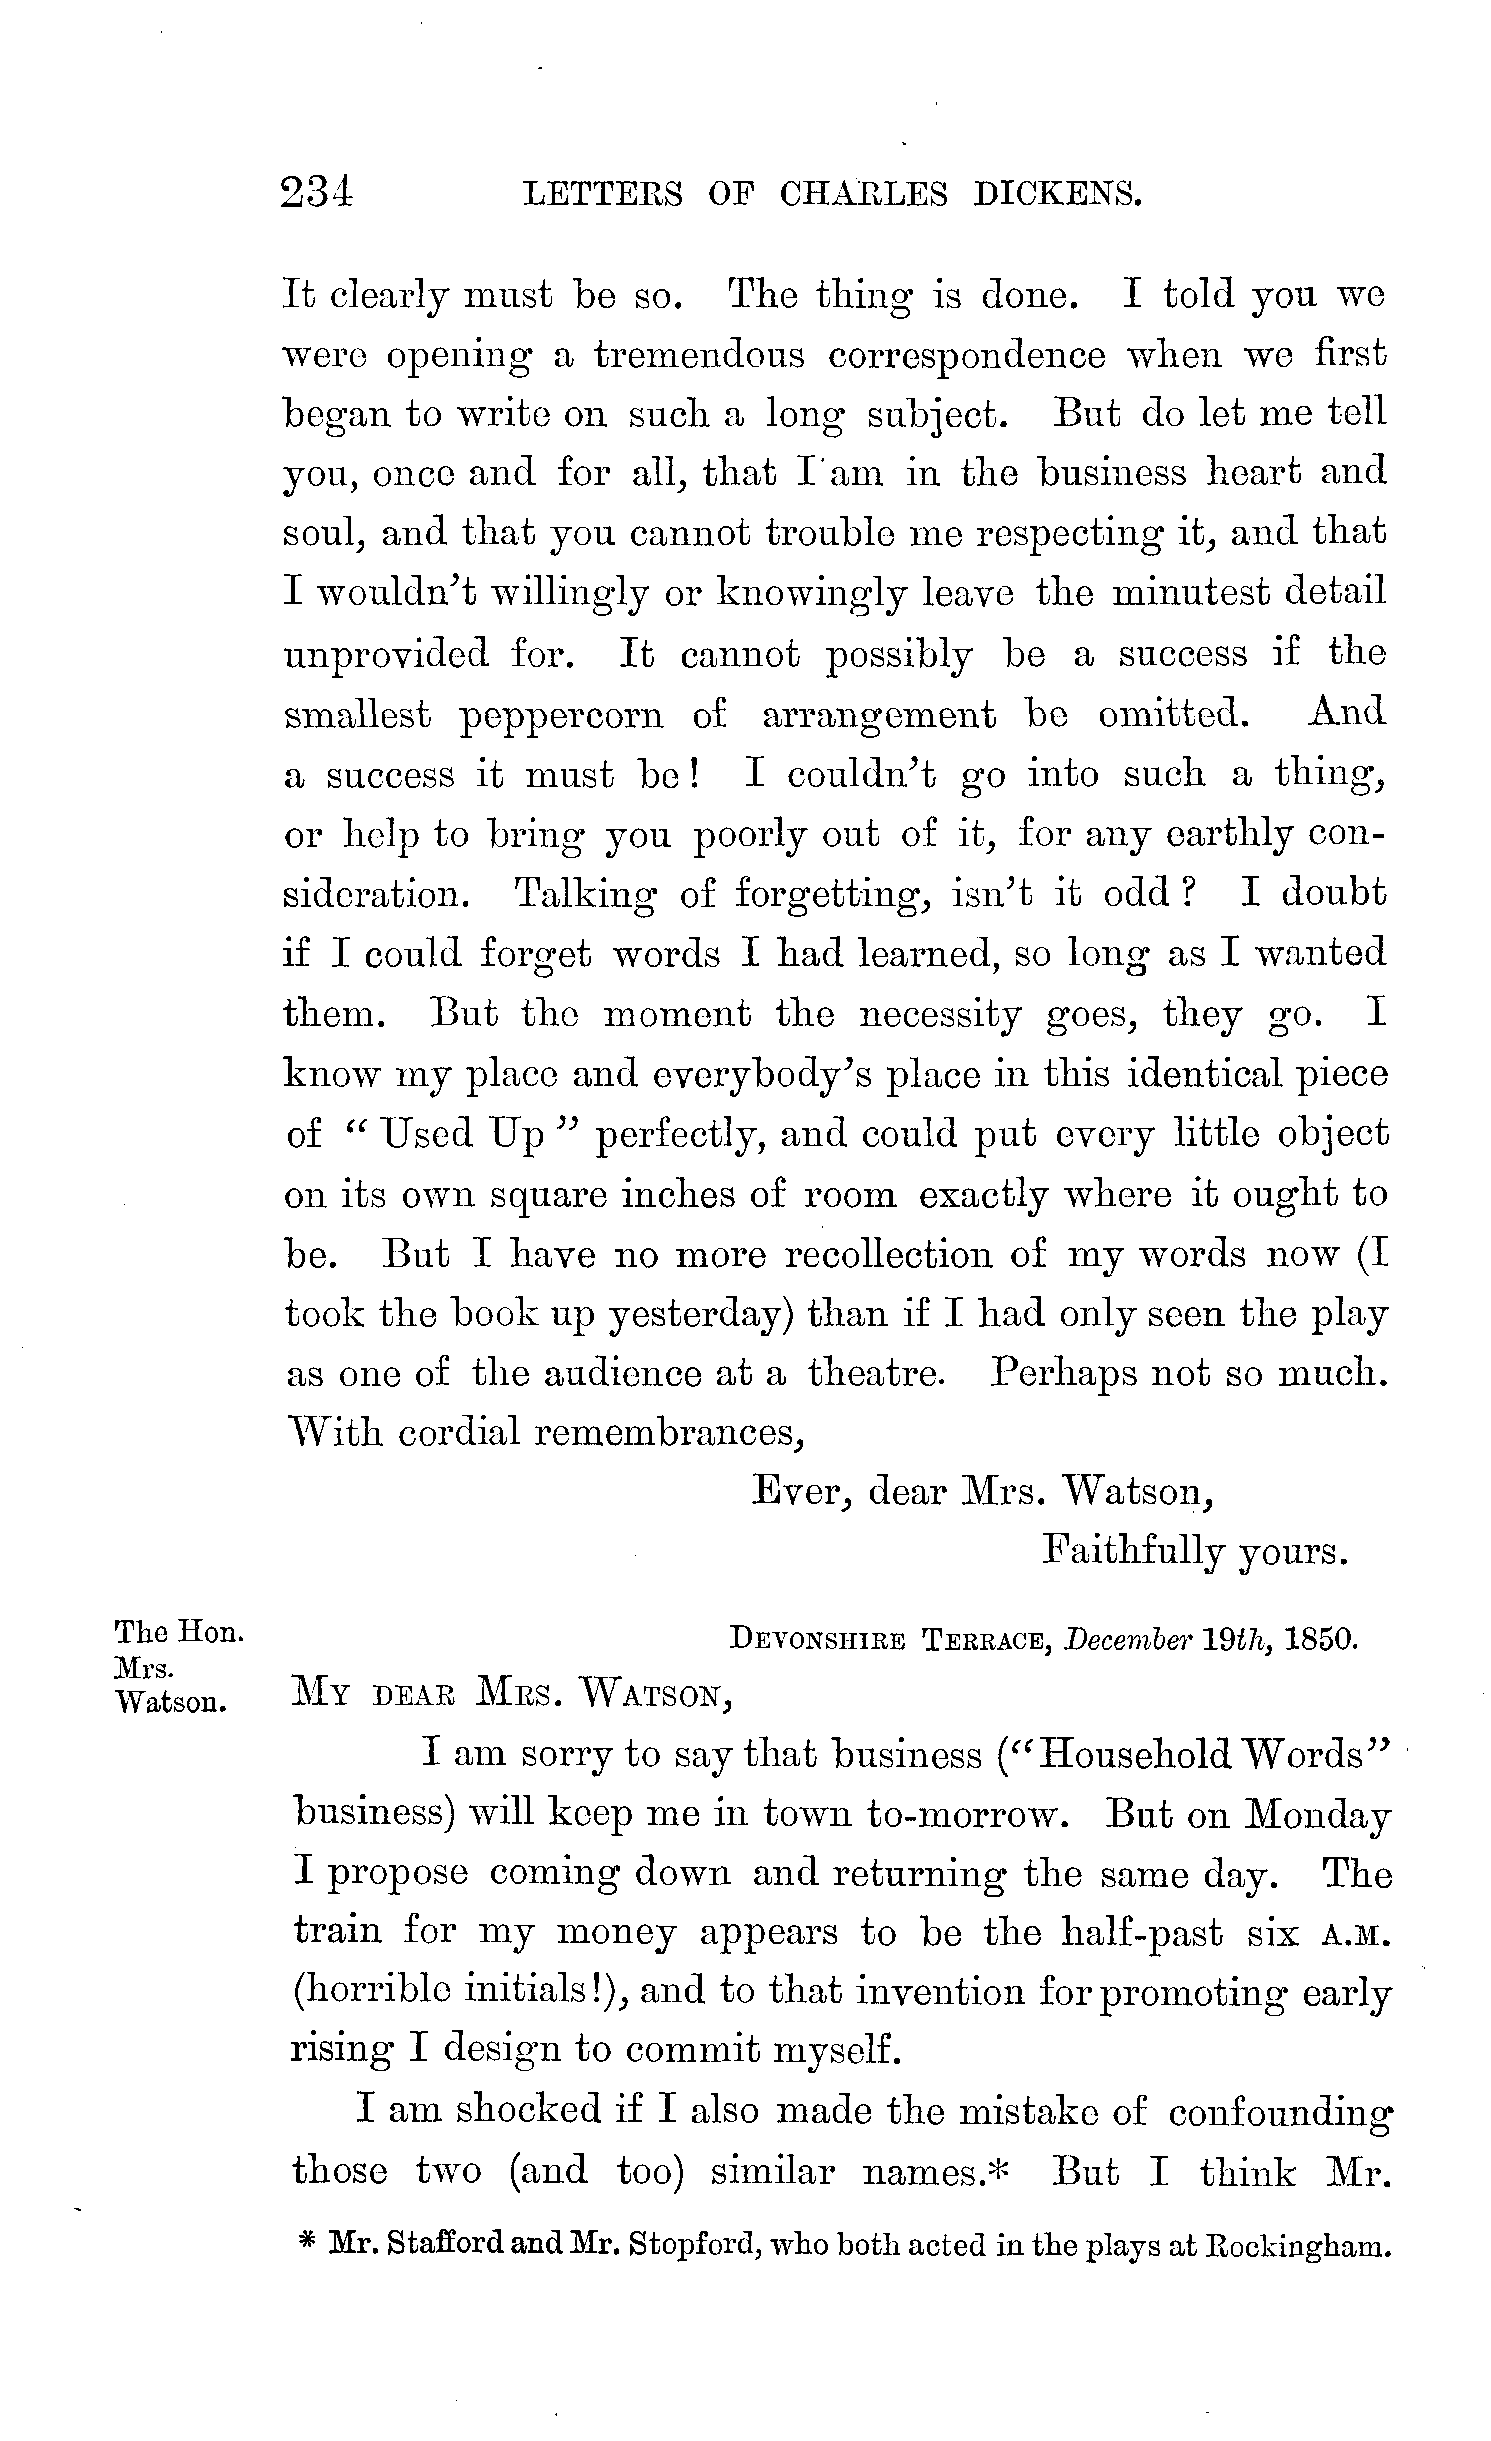 234 LETTERS OF CHARLES DICKENS.
It clearly must be so. The thing is done. I told you we
were opening a tremendous correspondence when we first
began to write on such a long subject. But do let me tell
you, once and for all, that I am in the business heart and
soul, and that you cannot trouble me respecting it, and that
I wouldn't willingly or knowingly leave the minutest detail
unprovided for. It cannot possibly be a success if the
smallest peppercorn of arrangement be omitted. And
a success it must be! I couldn't go into such a thing,
or help to bring you poorly out of it, for any earthly con-
sideration. Talking of forgetting, isn't it odd? I doubt
if I could forget words I had learned, so long as I wanted
them. But the moment the necessity goes, they go. I
know my place and everybody's place in this identical piece
of "Used Up" perfectly, and could put every little object
on its own square inches of room exactly where it ought to
be. But I have no more recollection of my words now (I
took the book up yesterday) than if I had only seen the play
as one of the audience at a theatre. Perhaps not so much.
With cordial remembrances,
Ever, dear Mrs. Watson,
Faithfully yours.
The Hon.
Mrs.
Watson.
DEVONSHIRE TERRACE, December 19th, 1850.
MY DEAR MRS. WATSON,
I am sorry to say that business ("Household Words"
business) will keep me in town to-morrow. But on Monday
I propose coming down and returning the same day. The
train for my money appears to be the half-past six A.M.
(horrible initials!), and to that invention for promoting early
rising I design to commit myself.
I am shocked if I also made the mistake of confounding
those two (and too) similar names.* But I think Mr.
* Mr. Stafford and Mr. Stopford, who both acted in the plays at Rockingham.